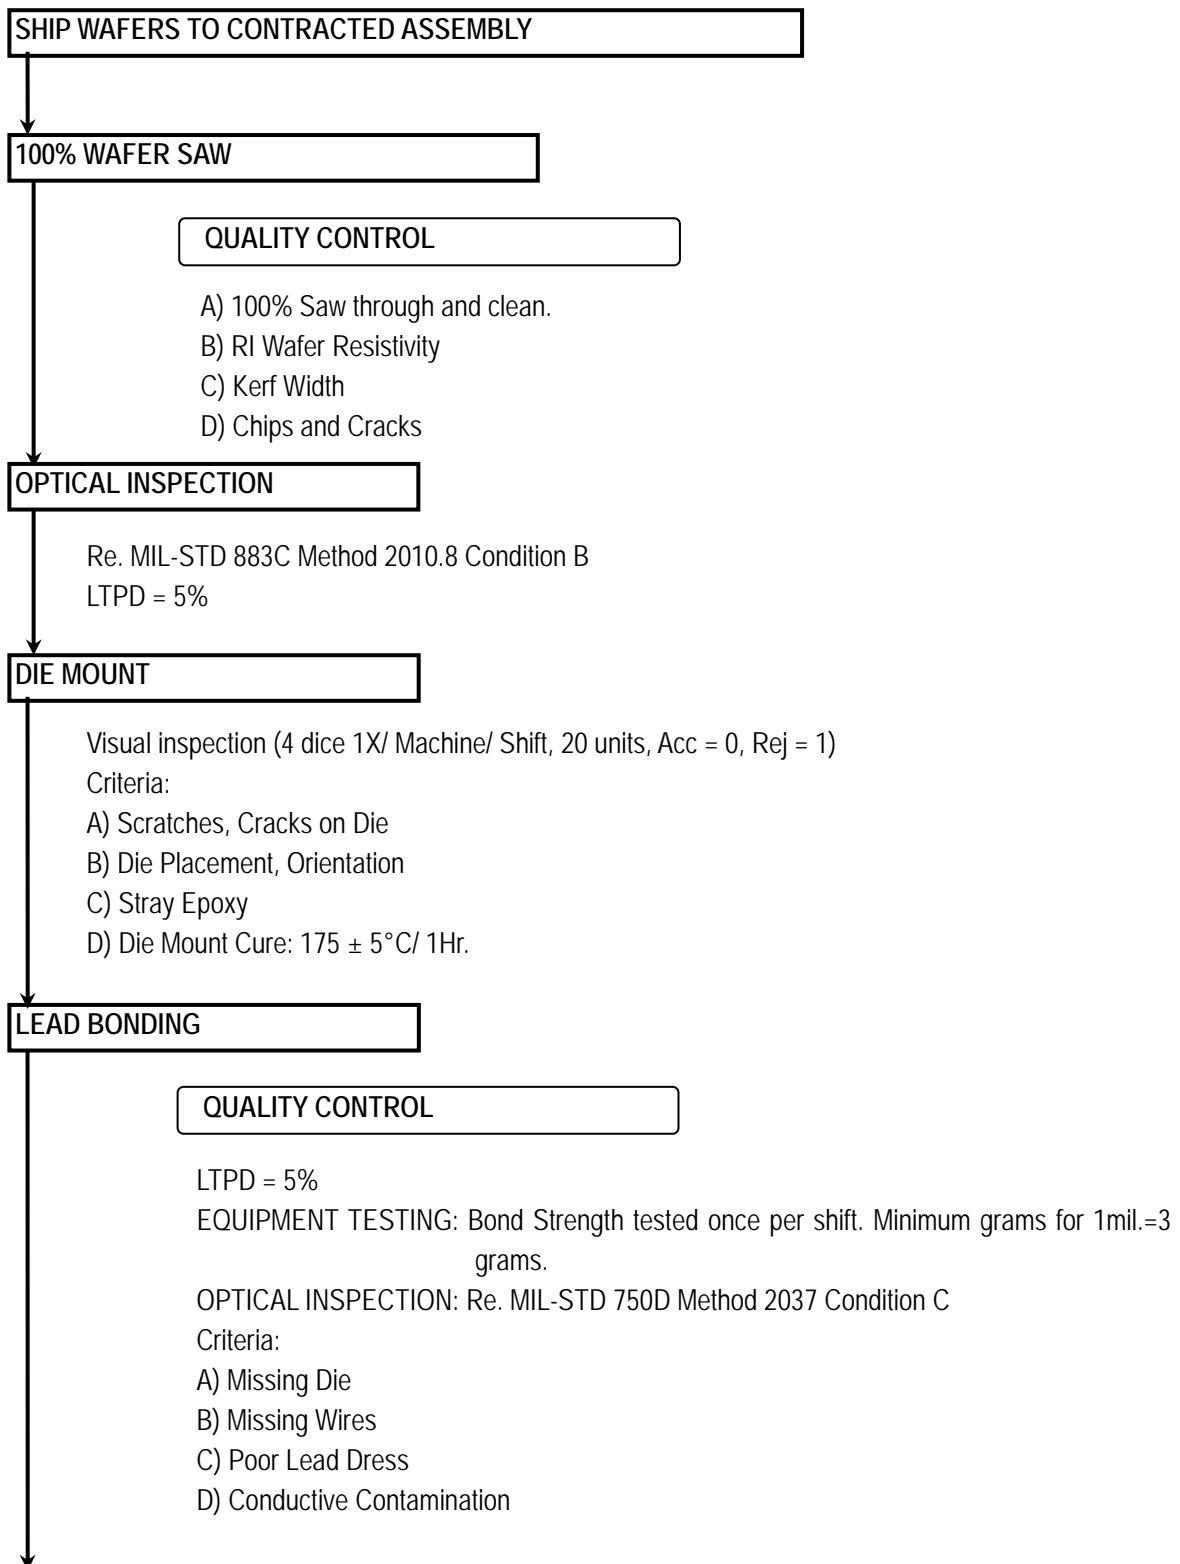 SHIP WAFERS TO CONTRACTED ASSEMBLY
100% WAFER SAW
QUALITY CONTROL
A) 100% Saw through and clean.
B) RI Wafer Resistivity
C) Kerf Width
D) Chips and Cracks
OPTICAL INSPECTION
Re. MIL-STD 883C Method 2010.8 Condition B
LTPD = 5%
DIE MOUNT
Visual inspection (4 dice 1X/ Machine/ Shift, 20 units, Acc = 0, Rej = 1)
Criteria:
A) Scratches, Cracks on Die
B) Die Placement, Orientation
C) Stray Epoxy
D) Die Mount Cure: 175 ± 5°C/ 1Hr.
LEAD BONDING
QUALITY CONTROL
LTPD = 5%
EQUIPMENT TESTING: Bond Strength tested once per shift. Minimum grams for 1mil.=3
grams.
OPTICAL INSPECTION: Re. MIL-STD 750D Method 2037 Condition C
Criteria:
A) Missing Die
B) Missing Wires
C) Poor Lead Dress
D) Conductive Contamination